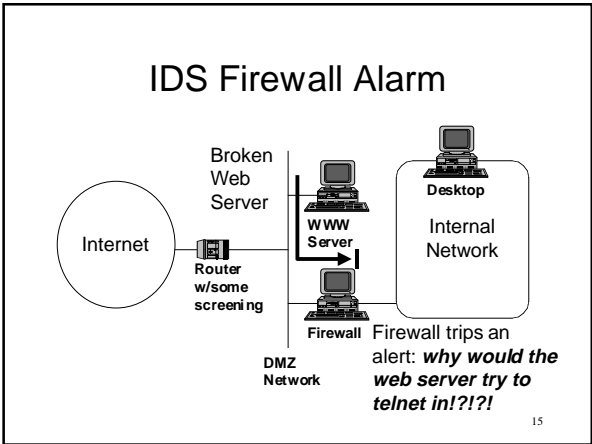 IDS Firewall Alarm
Broken
Web
Server
WWW
Server
Desktop
Internet
Internal
Network
Router
w/some
screening
Firewall
DMZ
Network
Firewall trips an
alert: why would the
web server try to
telnet in!?!?!
15